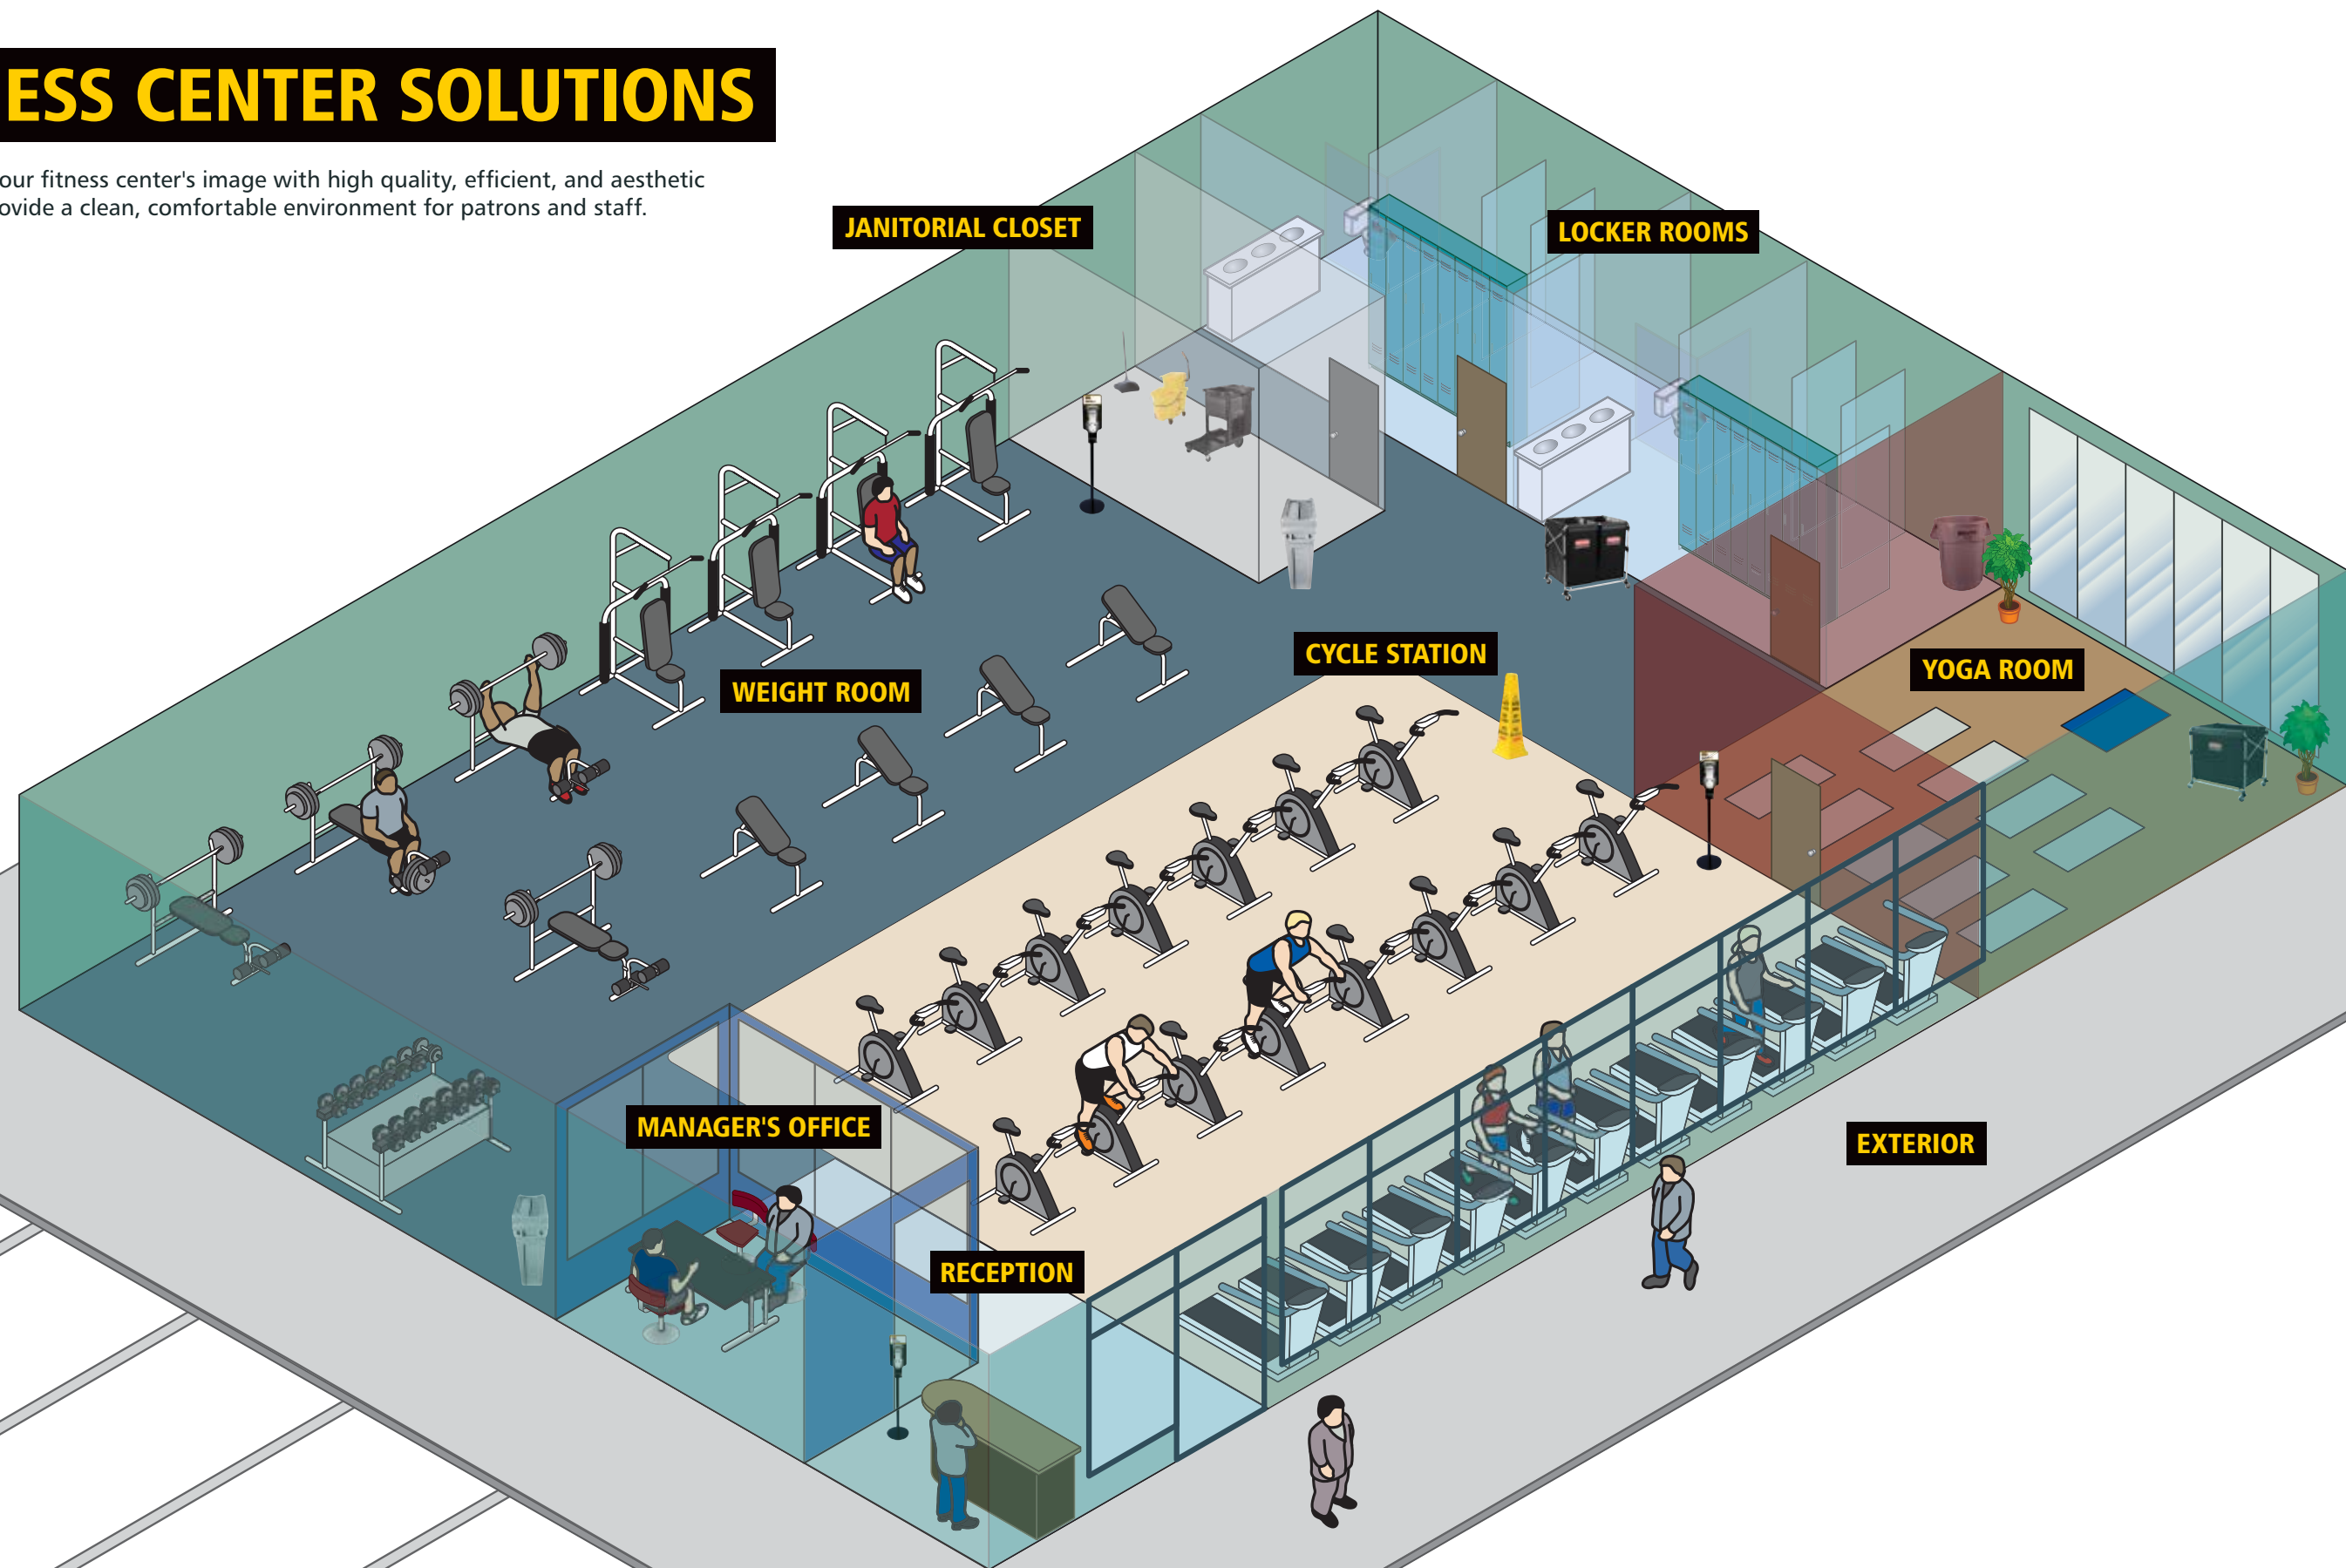 ESS CENTER SOLUTIONS
our fitness center's image with high quality, efficient, and aesthetic
ovide a clean, comfortable environment for patrons and staff.
JANITORIAL CLOSET
LOCKER ROOMS
CYCLE STATION
YOGA ROOM
WEIGHT ROOM
MANAGER'S OFFICE
EXTERIOR
RECEPTION